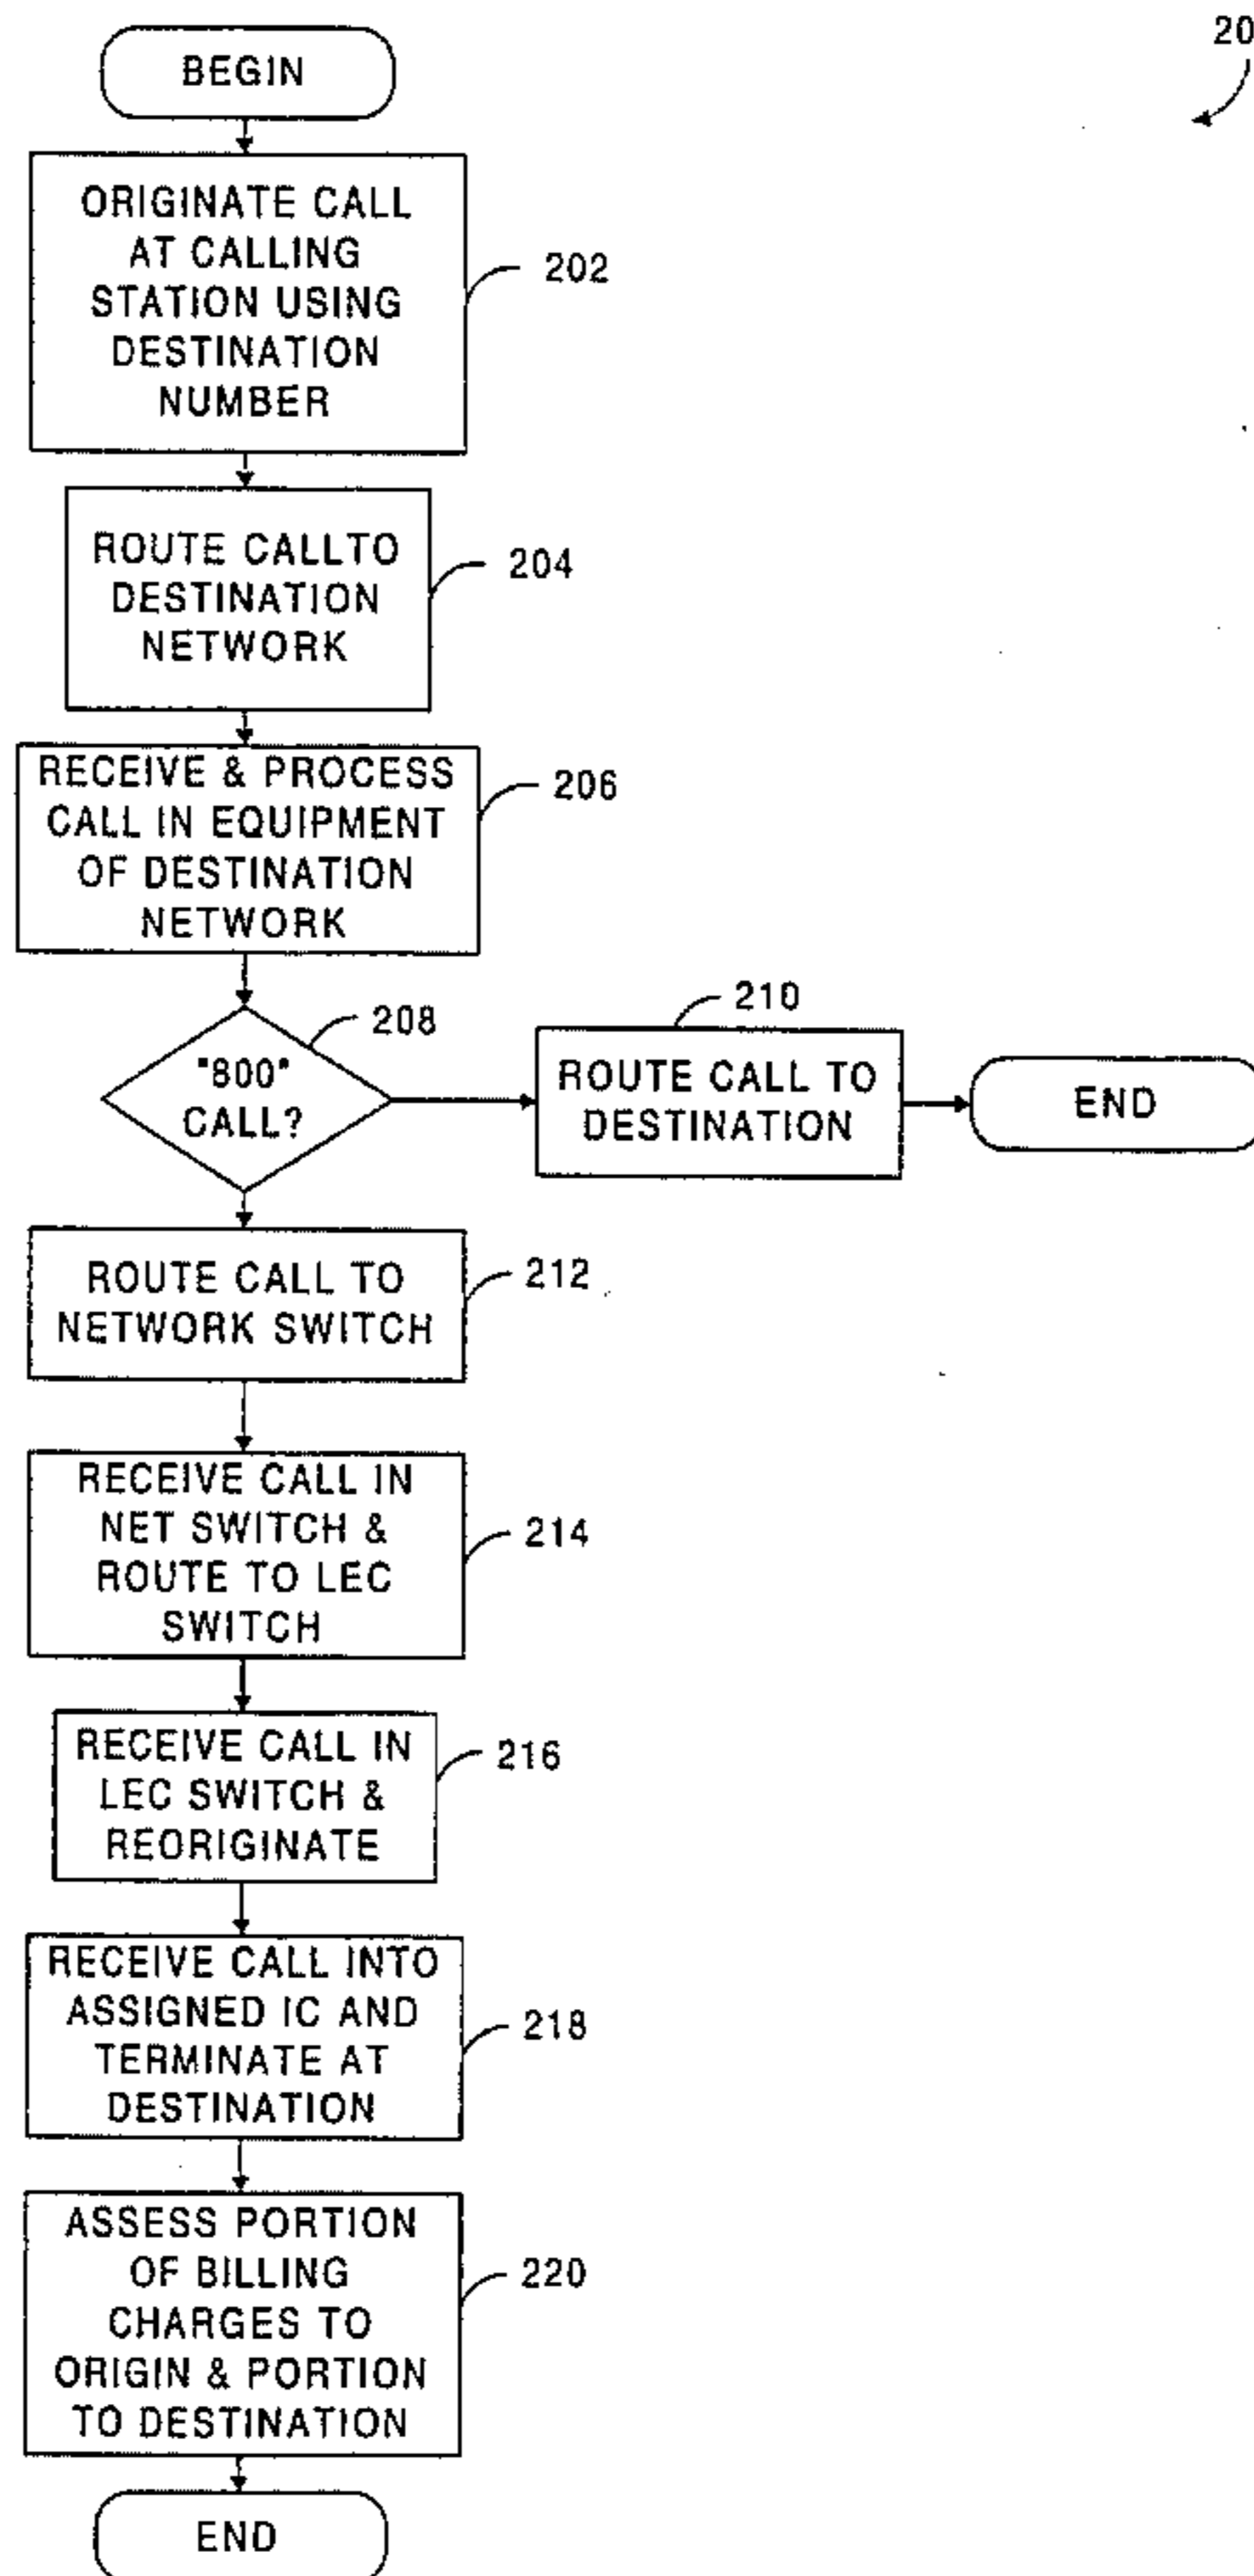 20
BEGIN
ORIGINATE CALL
AT CALLING
STATION USING
DESTINATION
NUMBER
202
ROUTE CALLTO
DESTINATION
NETWORK
204
RECEIVE & PROCESS
CALL IN EQUIPMENT
OF DESTINATION
NETWORK
206
"800"
CALL?
208
210
ROUTE CALL TO
DESTINATION
END
ROUTE CALL TO
NETWORK SWITCH
212
RECEIVE CALL IN
NET SWITCH &
ROUTE TO LEC
SWITCH
214
RECEIVE CALL IN
LEC SWITCH &
REORIGINATE
216
RECEIVE CALL INTO
ASSIGNED IC AND
TERMINATE AT
DESTINATION
218
ASSESS PORTION
OF BILLING
CHARGES TO
ORIGIN & PORTION
TO DESTINATION
220
END